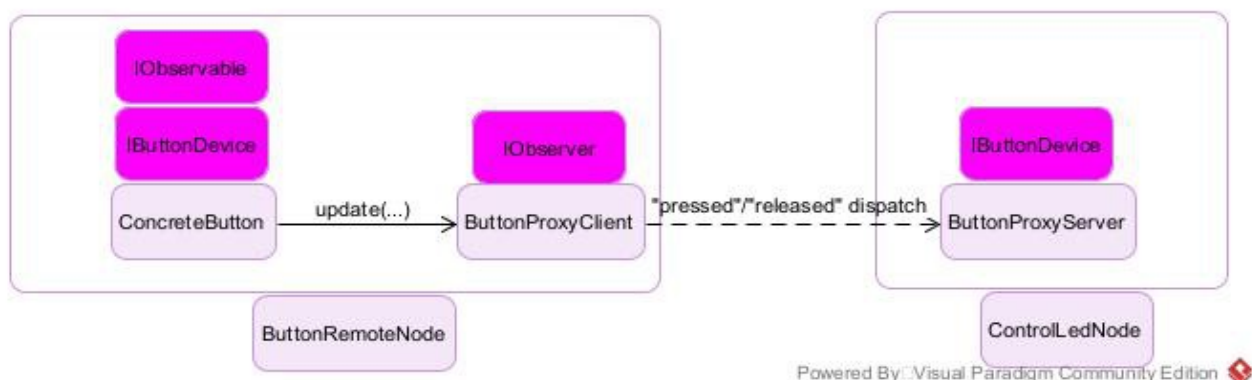 IObservable
IButtonDevice
ConcreteButton
update(...)
IObserver
ButtonProxyClient
"pressed"/"released" dispatch
IButtonDevice
ButtonProxyServer
ButtonRemoteNode
ControlLedNode
Powered By Visual Paradigm Community Edition